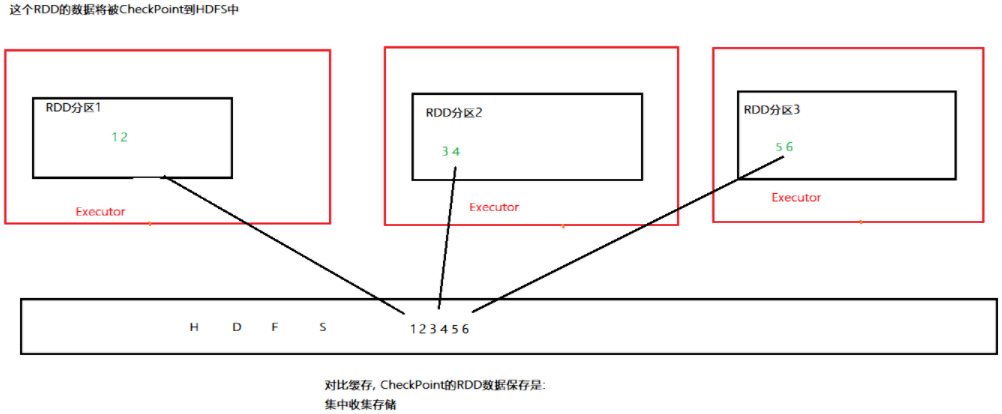 这个RDD的数据将被CheckPoint到HDFS中
RDD分区1
1 2
Executor
RDD分区2
3 4
Executor
RDD分区3
5 6
Executor
H D F S 1 2 3 4 5 6
对比缓存, CheckPoint的RDD数据保存是:
集中收集存储